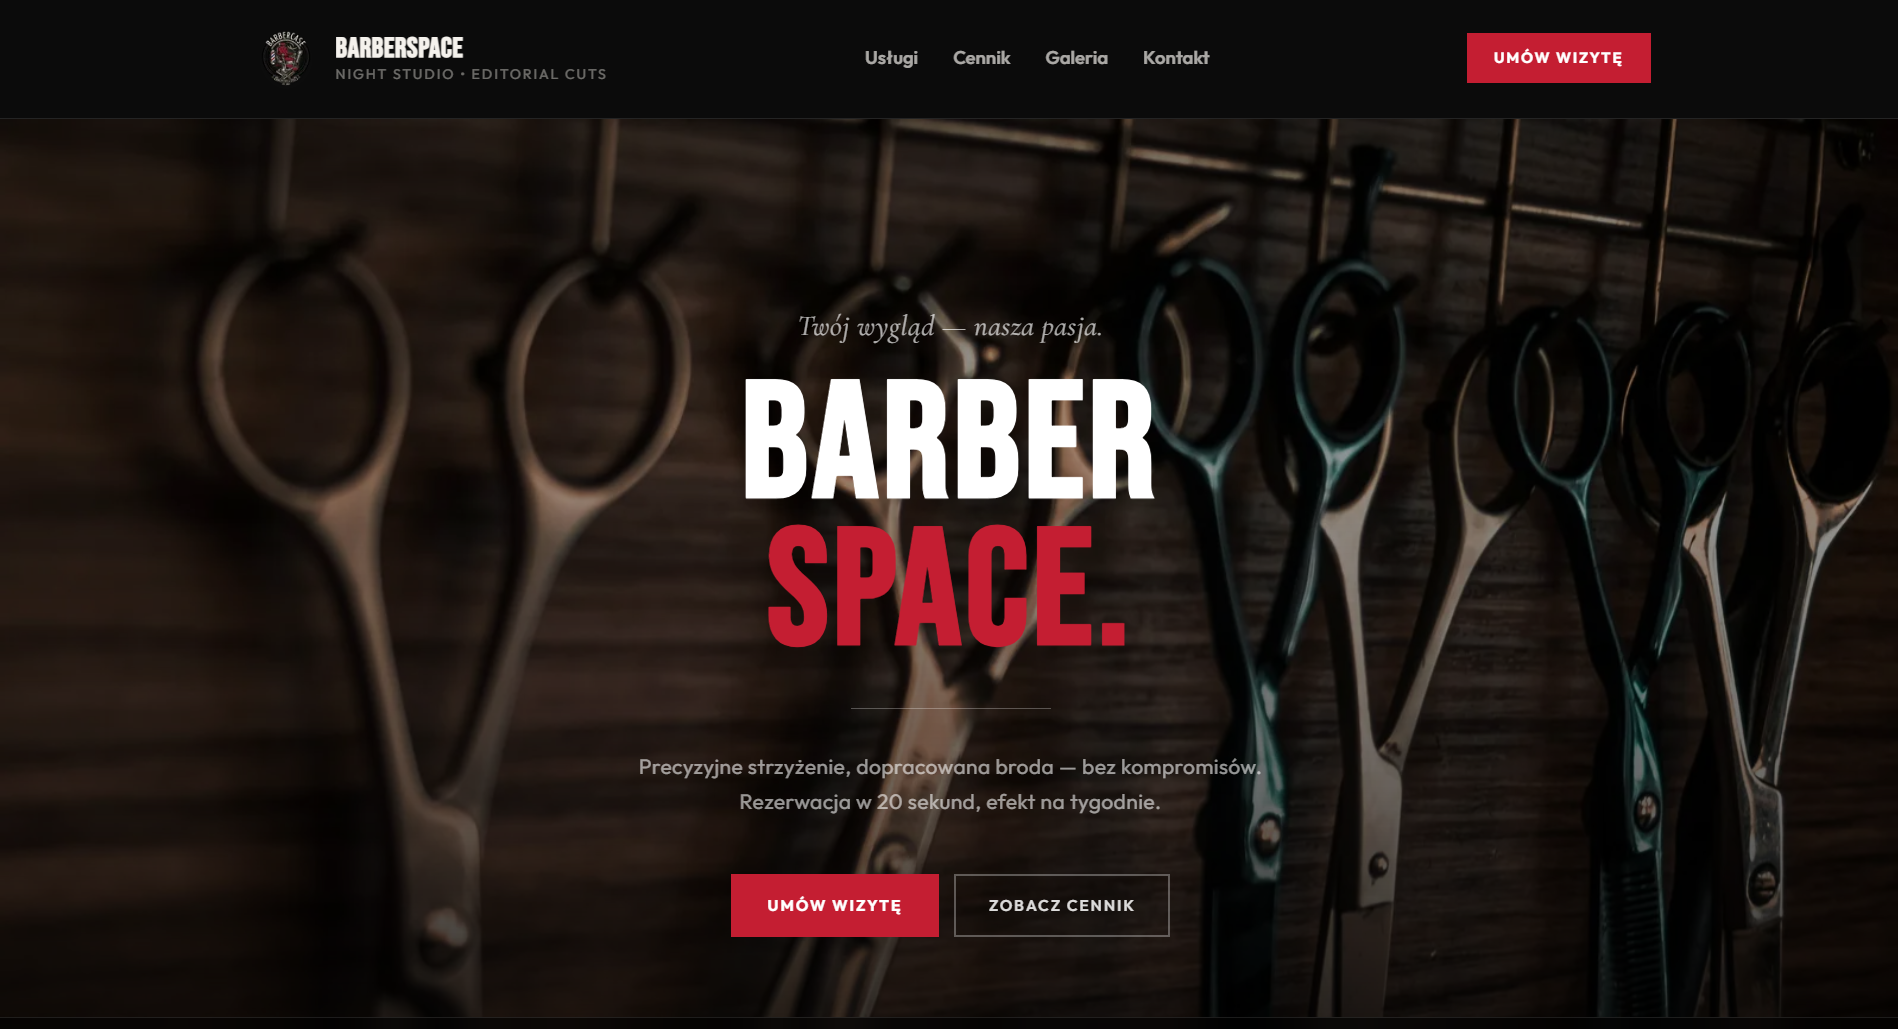 BARBERCASE
BARBERSPACE
NIGHT STUDIO • EDITORIAL CUTS
Usługi
Cennik
Galeria
Kontakt
UMÓW WIZYTĘ
Twój wygląd — nasza pasja.
BARBER
SPACE.
Precyzyjne strzyżenie, dopracowana broda — bez kompromisów.
Rezerwacja w 20 sekund, efekt na tygodnie.
UMÓW WIZYTĘ
ZOBACZ CENNIK